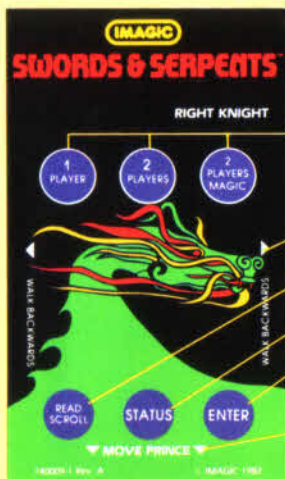 IMAGIC
SWORDS & SERPENTS™
RIGHT KNIGHT
1
PLAYER
2
PLAYERS
2
PLAYERS
MAGIC
WALK BACKWARDS
WALK BACKWARDS
READ
SCROLL
STATUS
ENTER
MOVE PRINCE
Rev. A
IMAGIC 1982